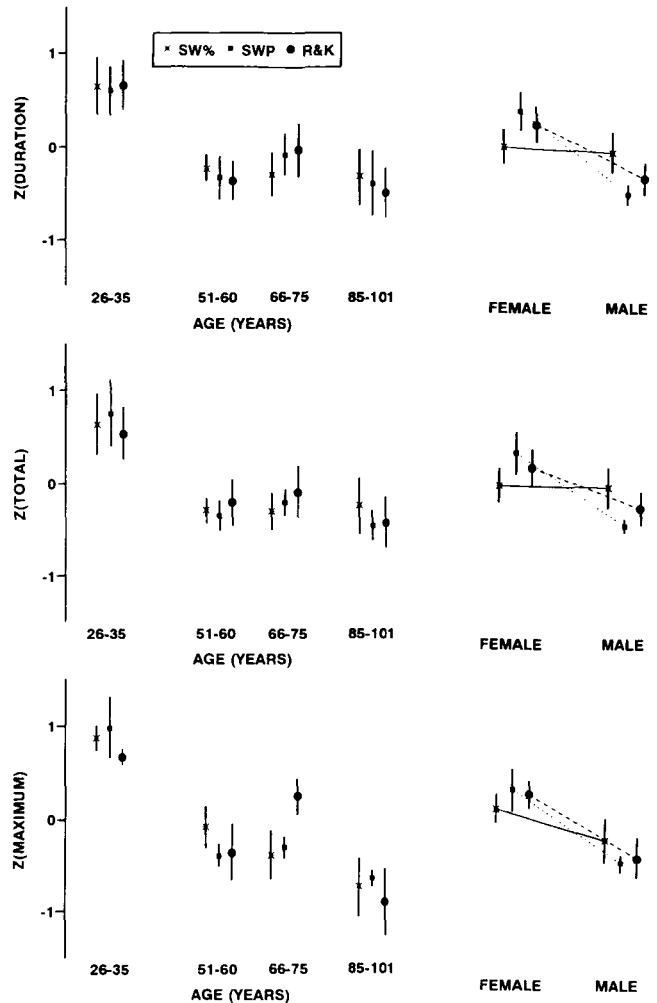 SW% SWP R&K
Z(DURATION)
1
0
-1
26-35 51-60 66-75 85-101
AGE (YEARS)
FEMALE MALE
Z(TOTAL)
1
0
-1
26-35 51-60 66-75 85-101
AGE (YEARS)
FEMALE MALE
Z(MAXIMUM)
1
0
-1
26-35 51-60 66-75 85-101
AGE (YEARS)
FEMALE MALE